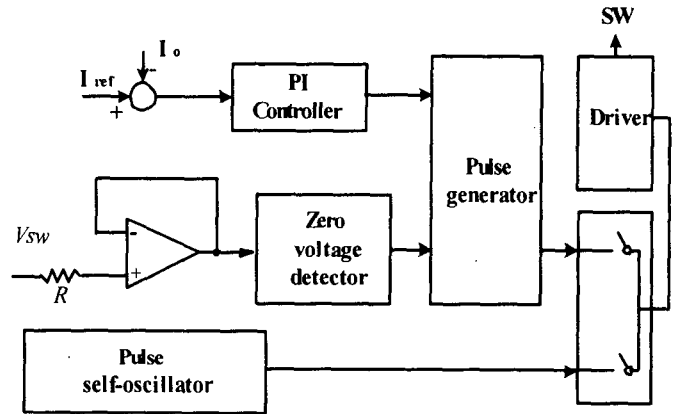 SW
I o
-
I ref
+
PI
Controller
Driver
Pulse
generator
Vsw
-
+
R
Zero
voltage
detector
Pulse
self-oscillator